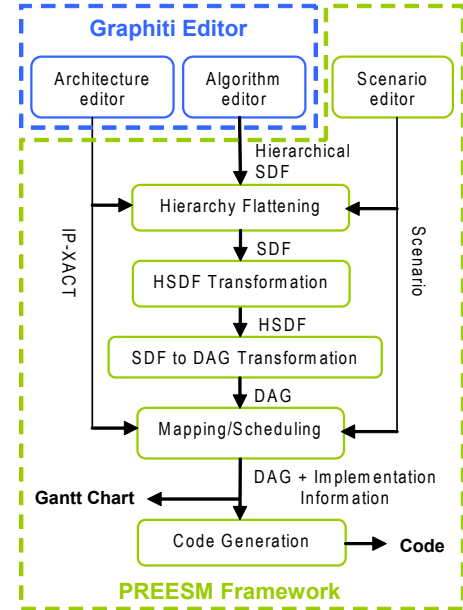 Graphiti Editor
Architecture
editor
Algorithm
editor
Scenario
editor
Hierarchical
SDF
Hierarchy Flattening
IP-XACT
Scenario
SDF
HSDF Transformation
HSDF
SDF to DAG Transformation
DAG
Mapping/Scheduling
DAG + Implementation
Information
Gantt Chart
Code Generation
Code
PREESM Framework